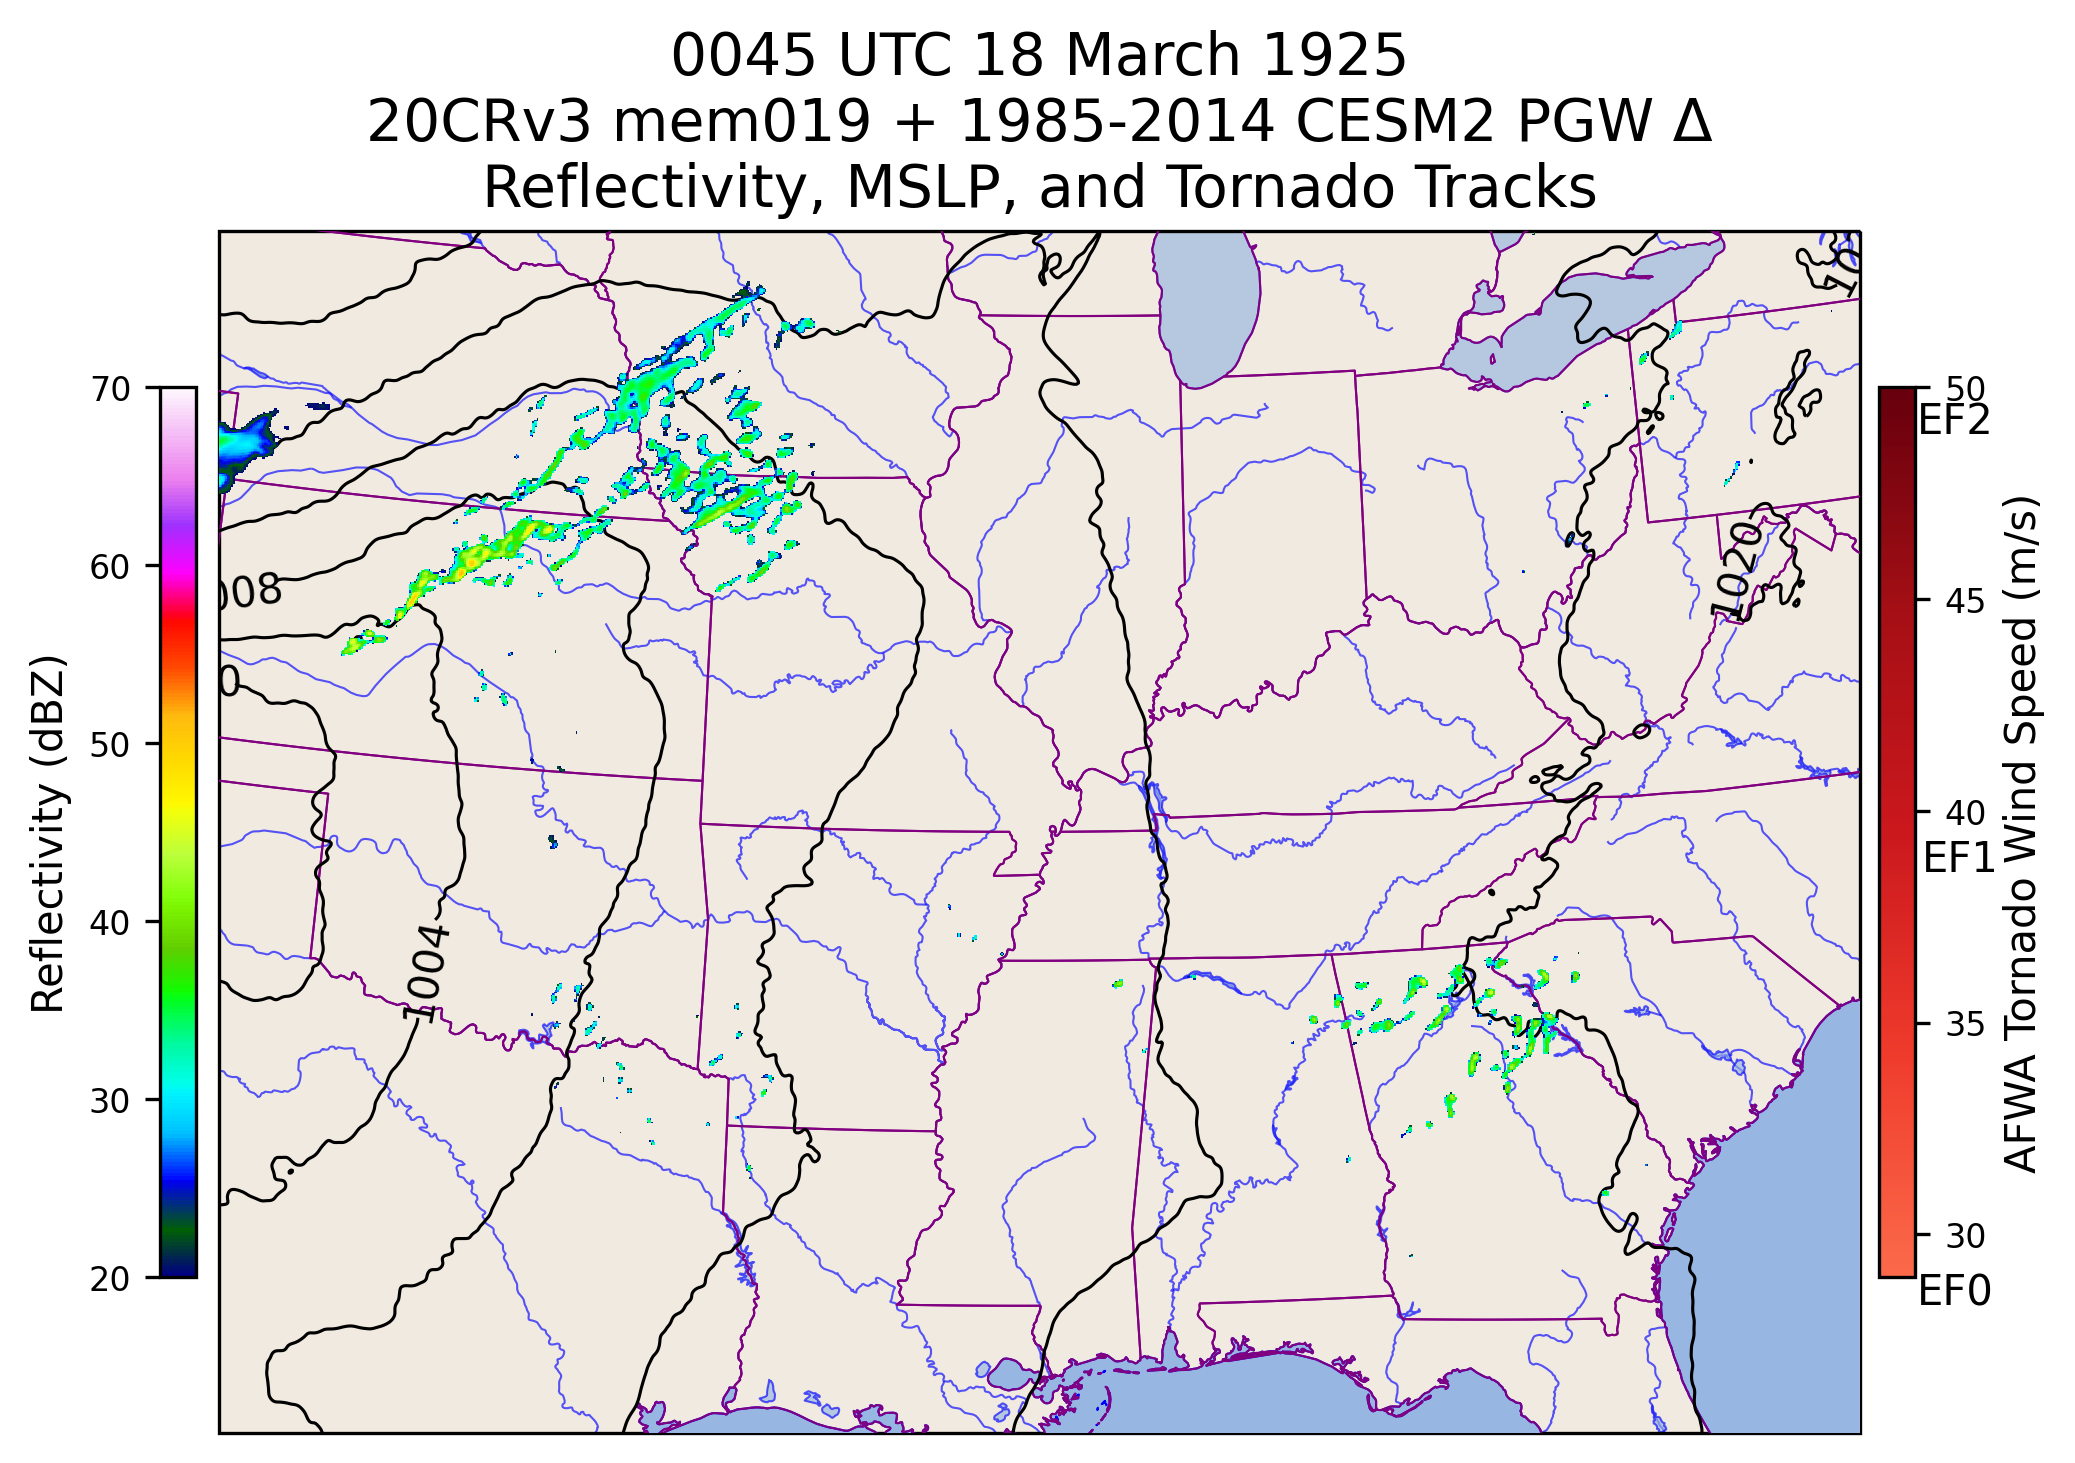 0045 UTC 18 March 1925
20CRv3 mem019 + 1985-2014 CESM2 PGW Δ
Reflectivity, MSLP, and Tornado Tracks
Reflectivity (dBZ)
70
60
50
40
30
20
008
0
1004
1020
10
50
EF2
45
40
EF1
35
30
EF0
AFWA Tornado Wind Speed (m/s)